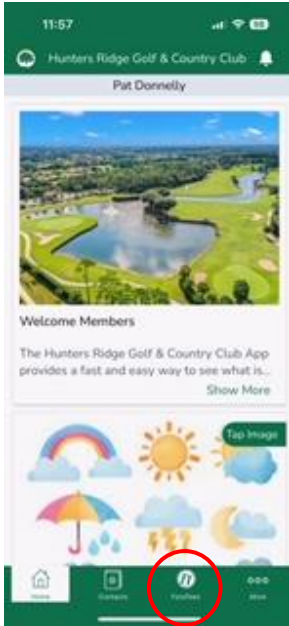 11:57
Hunters Ridge Golf & Country Club
Pat Donnelly
Welcome Members
The Hunters Ridge Golf & Country Club App
provides a fast and easy way to see what is...
Show More
Tap Image
Home
Contacts
ForeTees
More